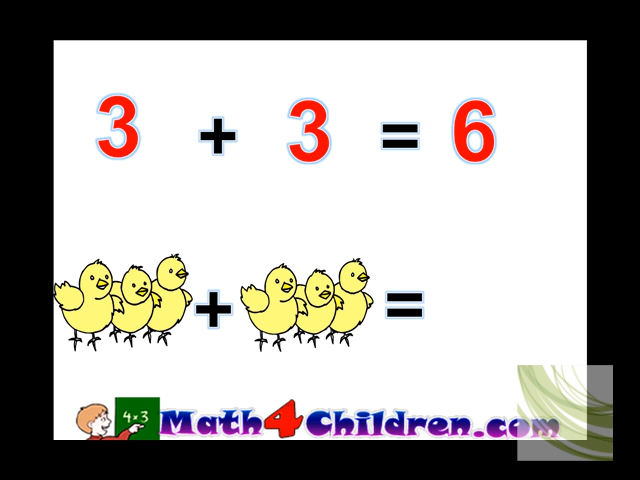 3 + 3 = 6
+ =
4×3
Math4Children.com